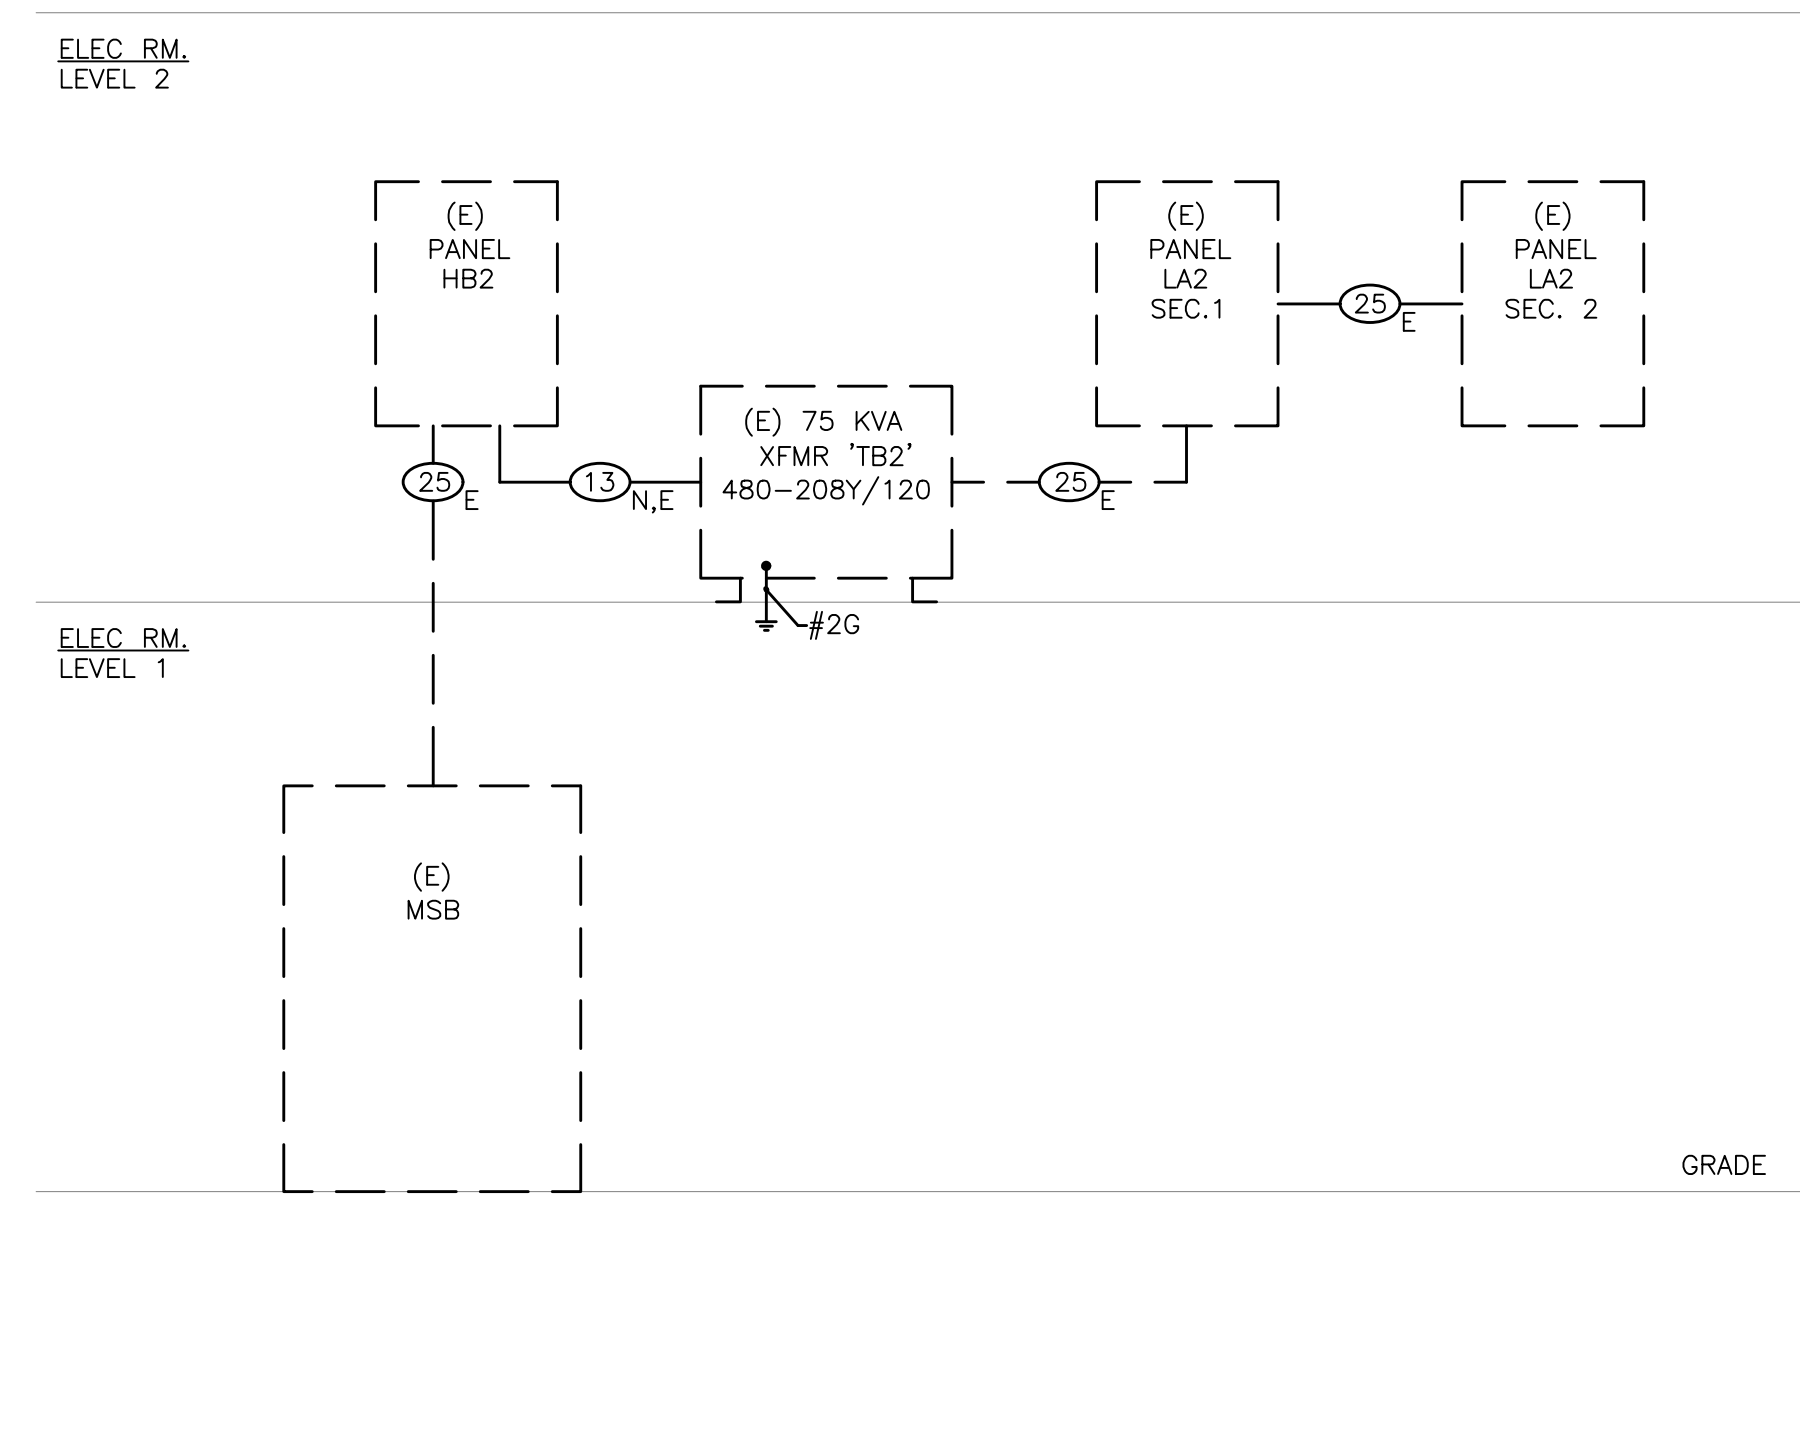 ELEC RM.
LEVEL 2
(E)
PANEL
HB2
(E)
PANEL
LA2
SEC.1
(E)
PANEL
LA2
SEC. 2
25
E
(E) 75 KVA
XFMR 'TB2'
480-208Y/120
25
E
13
N,E
25
E
#2G
ELEC RM.
LEVEL 1
(E)
MSB
GRADE